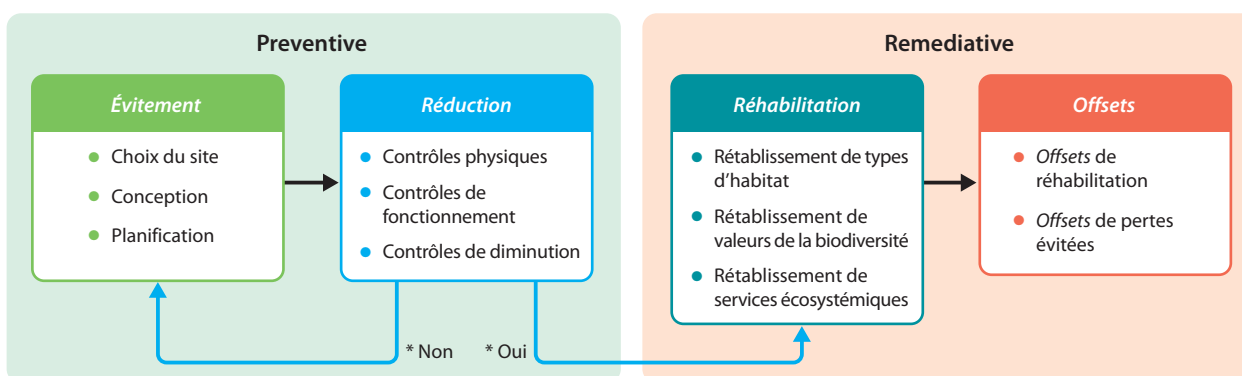 Preventive
Remediative
Évitement
Choix du site
Conception
Planification
Réduction
Contrôles physiques
Contrôles de
fonctionnement
Contrôles de diminution
Réhabilitation
Rétablissement de types
d'habitat
Rétablissement de
valeurs de la biodiversité
Rétablissement de
services écosystémiques
Offsets
Offsets de
réhabilitation
Offsets de pertes
évitées
* Non
* Oui